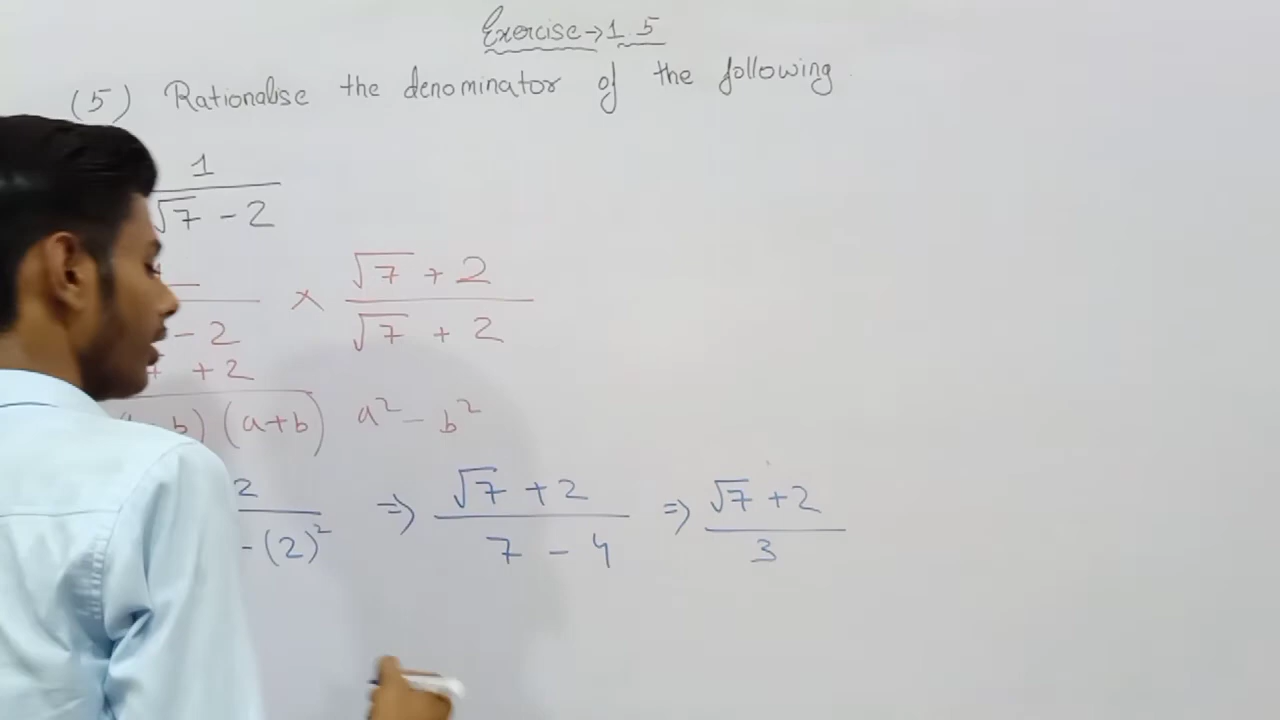 Exercise → 1.5
(5) Rationalise the denominator of the following
1
√7 - 2
× √7 + 2
- 2 √7 + 2
+ 2
b) (a+b) a² - b²
2 ⇒ √7 + 2 ⇒ √7 + 2
- (2)² 7 - 4 3